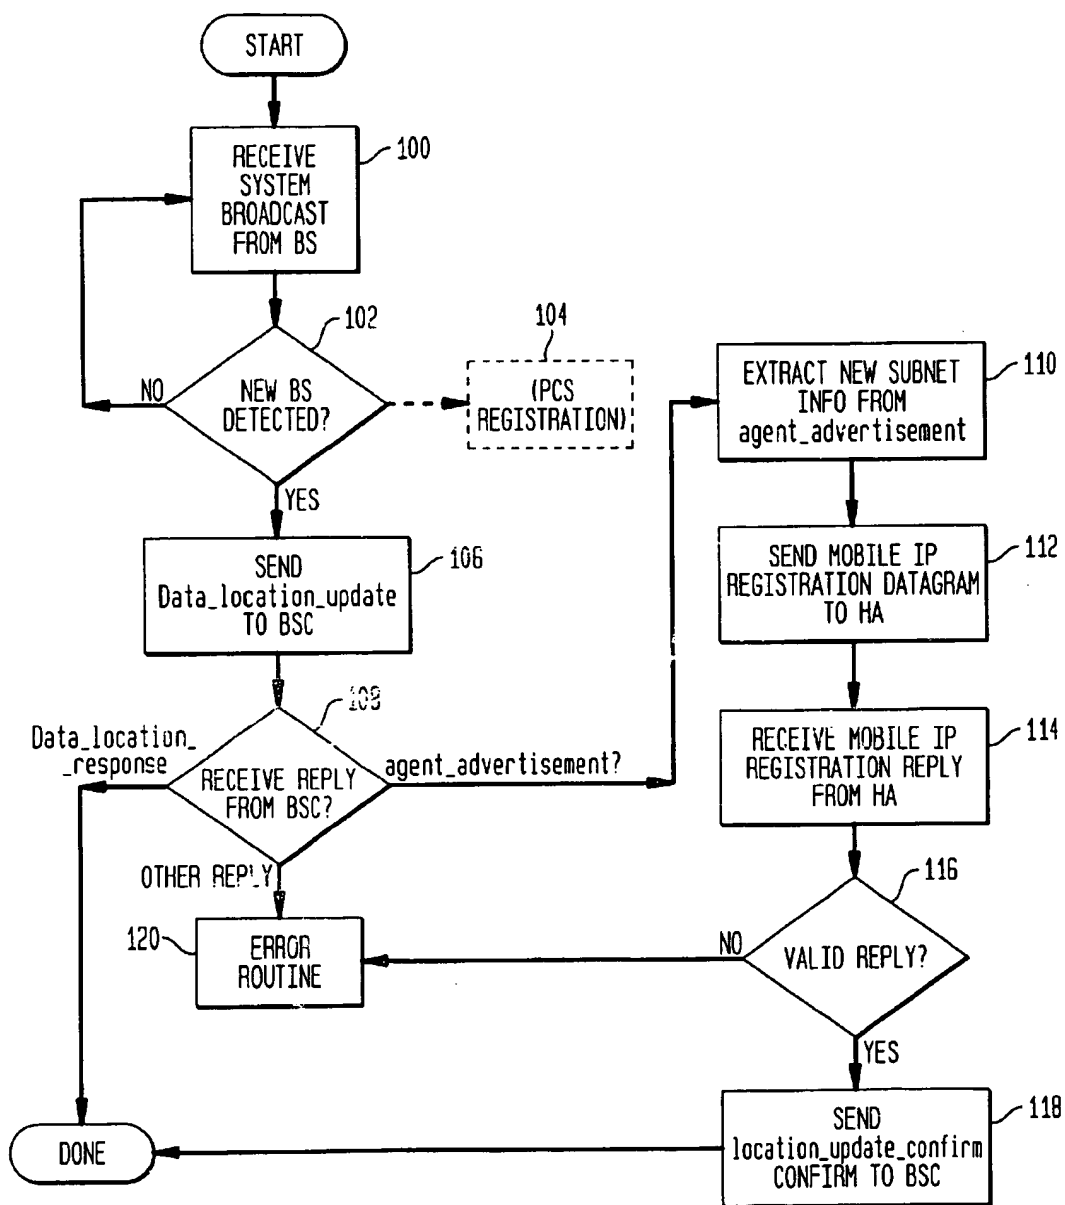 START
RECEIVE
SYSTEM
BROADCAST
FROM BS
100
NEW BS
DETECTED?
102
NO
YES
104
(PCS
REGISTRATION)
SEND
Data_location_update
TO BSC
106
RECEIVE REPLY
FROM BSC?
108
Data_location_
_response
agent_advertisement?
OTHER REPLY
120
ERROR
ROUTINE
EXTRACT NEW SUBNET
INFO FROM
agent_advertisement
110
SEND MOBILE IP
REGISTRATION DATAGRAM
TO HA
112
RECEIVE MOBILE IP
REGISTRATION REPLY
FROM HA
114
VALID REPLY?
116
NO
YES
SEND
location_update_confirm
CONFIRM TO BSC
118
DONE